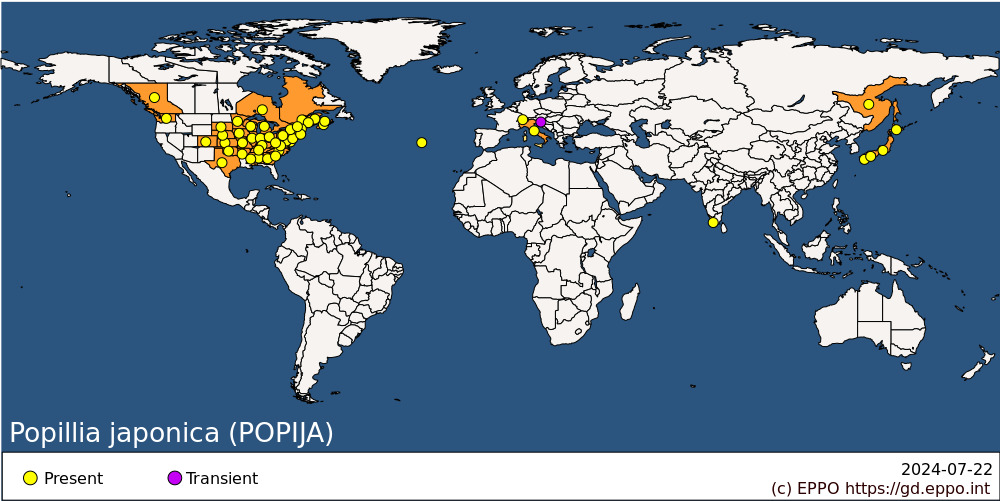 Popillia japonica (POPIJA)
Present
Transient
2024-07-22
(c) EPPO https://gd.eppo.int